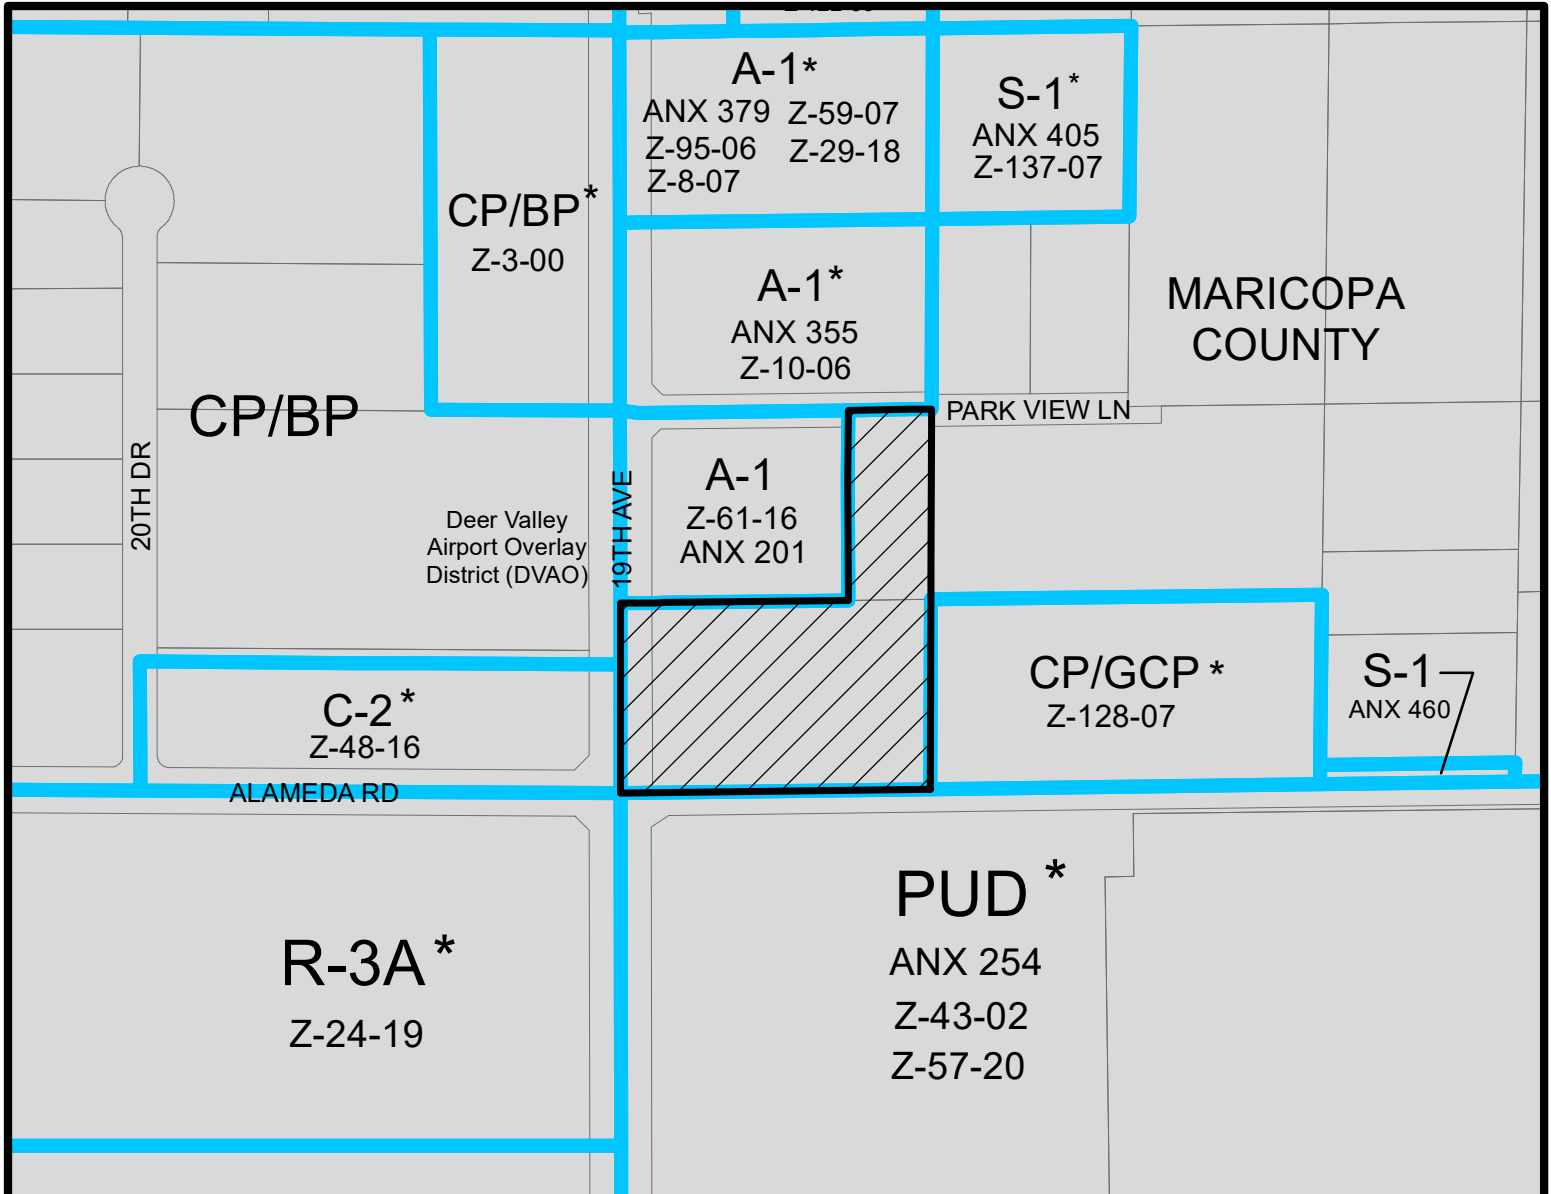 A-1*
ANX 379 Z-59-07
Z-95-06 Z-29-18
Z-8-07
S-1*
ANX 405
Z-137-07
CP/BP*
Z-3-00
A-1*
ANX 355
Z-10-06
MARICOPA
COUNTY
CP/BP
PARK VIEW LN
20TH DR
19TH AVE
A-1
Z-61-16
ANX 201
Deer Valley
Airport Overlay
District (DVAO)
C-2*
Z-48-16
CP/GCP*
Z-128-07
S-1
ANX 460
ALAMEDA RD
PUD*
ANX 254
Z-43-02
Z-57-20
R-3A*
Z-24-19